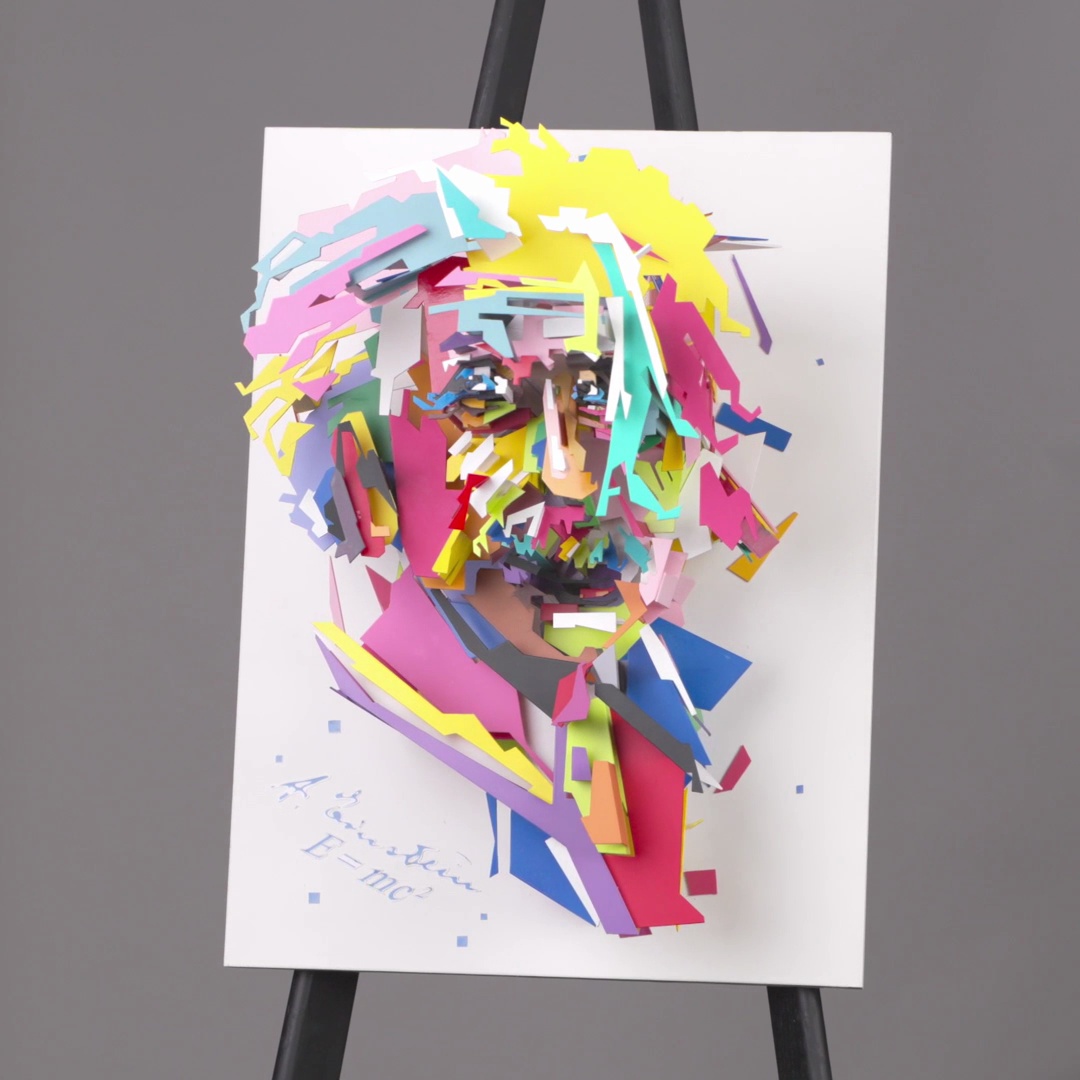 A. Einstein
E = mc²